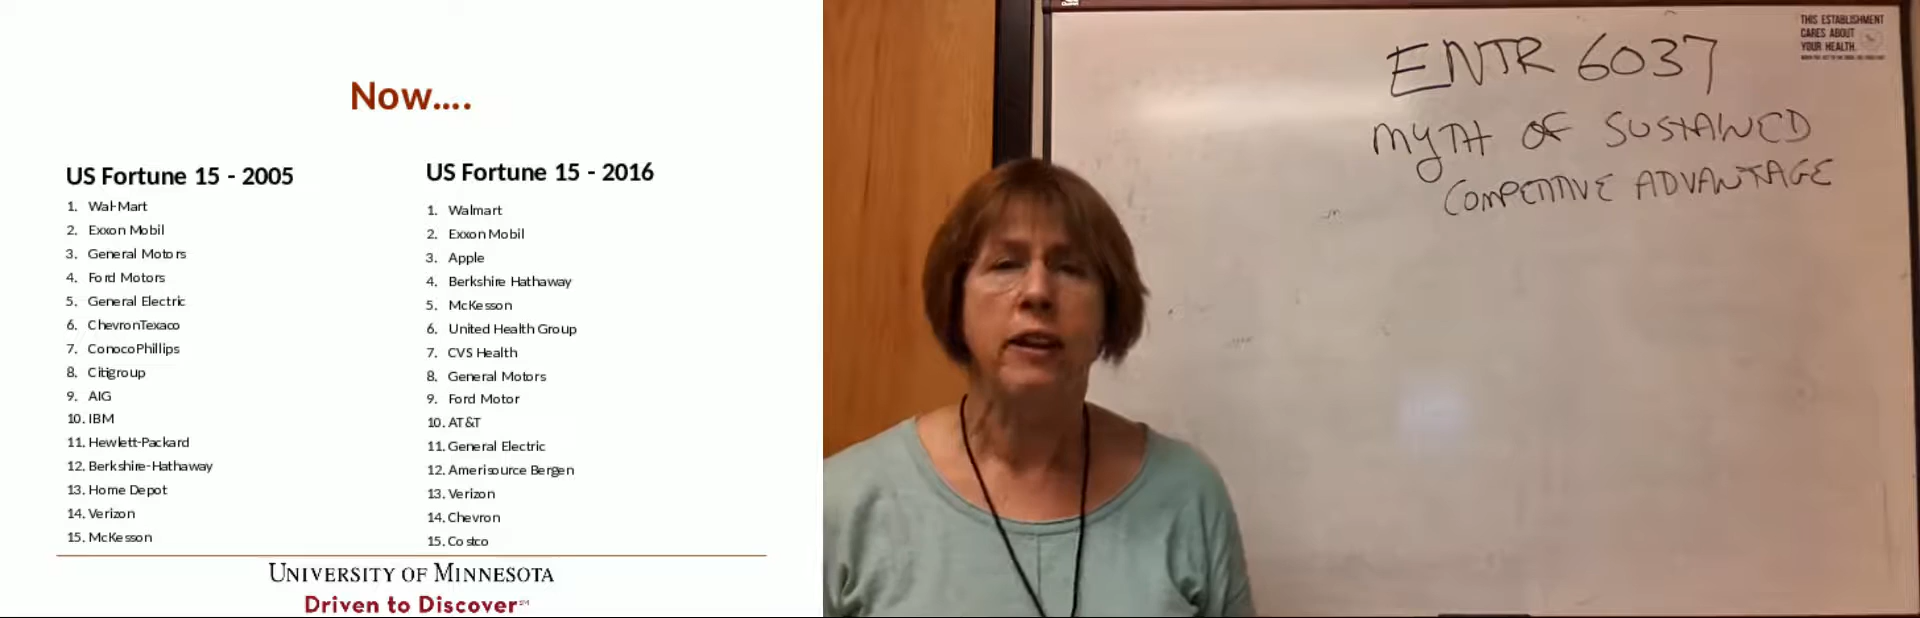 Now....
US Fortune 15 - 2005
1. Wal-Mart
2. Exxon Mobil
3. General Motors
4. Ford Motors
5. General Electric
6. ChevronTexaco
7. ConocoPhillips
8. Citigroup
9. AIG
10. IBM
11. Hewlett-Packard
12. Berkshire-Hathaway
13. Home Depot
14. Verizon
15. McKesson
US Fortune 15 - 2016
1. Walmart
2. Exxon Mobil
3. Apple
4. Berkshire Hathaway
5. McKesson
6. United Health Group
7. CVS Health
8. General Motors
9. Ford Motor
10. AT&T
11. General Electric
12. Amerisource Bergen
13. Verizon
14. Chevron
15. Costco
UNIVERSITY OF MINNESOTA
Driven to Discover℠
ENTR 6037
MYTH OF SUSTAINED
COMPETITIVE ADVANTAGE
THIS ESTABLISHMENT
CARES ABOUT
YOUR HEALTH.